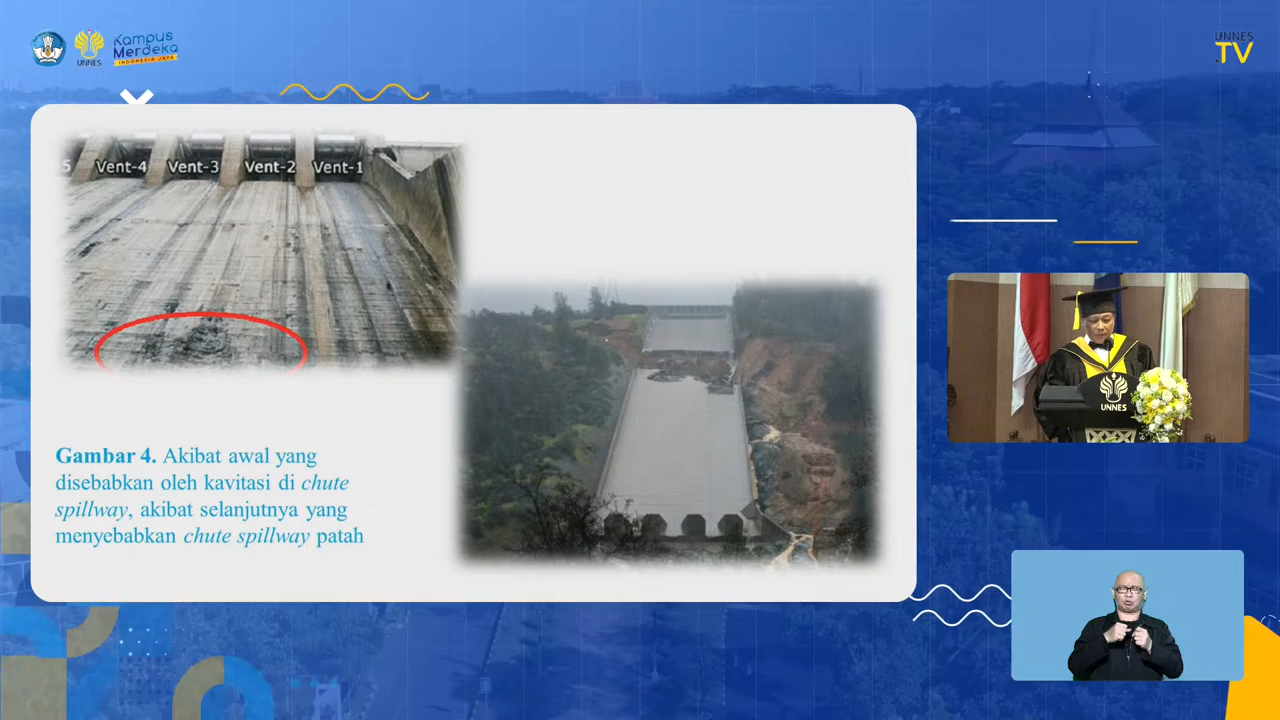 UNNES
Kampus
Merdeka
INDONESIA JAYA
UNNES
TV
5 Vent-4 Vent-3 Vent-2 Vent-1
Gambar 4. Akibat awal yang
disebabkan oleh kavitasi di chute
spillway, akibat selanjutnya yang
menyebabkan chute spillway patah
UNNES